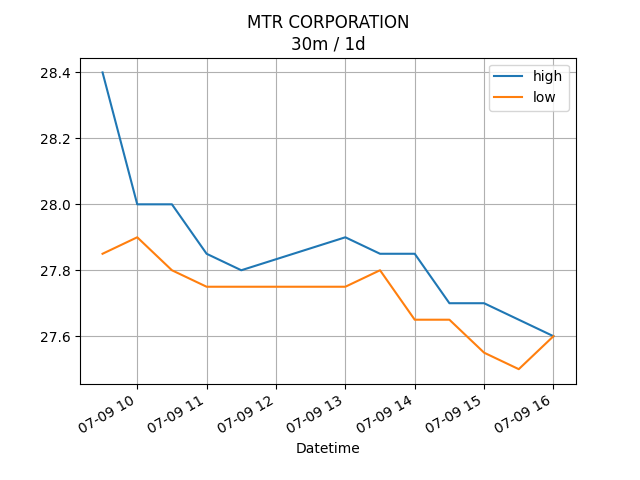 MTR CORPORATION
30m / 1d
high
low
28.4
28.2
28.0
27.8
27.6
07-09 10
07-09 11
07-09 12
07-09 13
07-09 14
07-09 15
07-09 16
Datetime